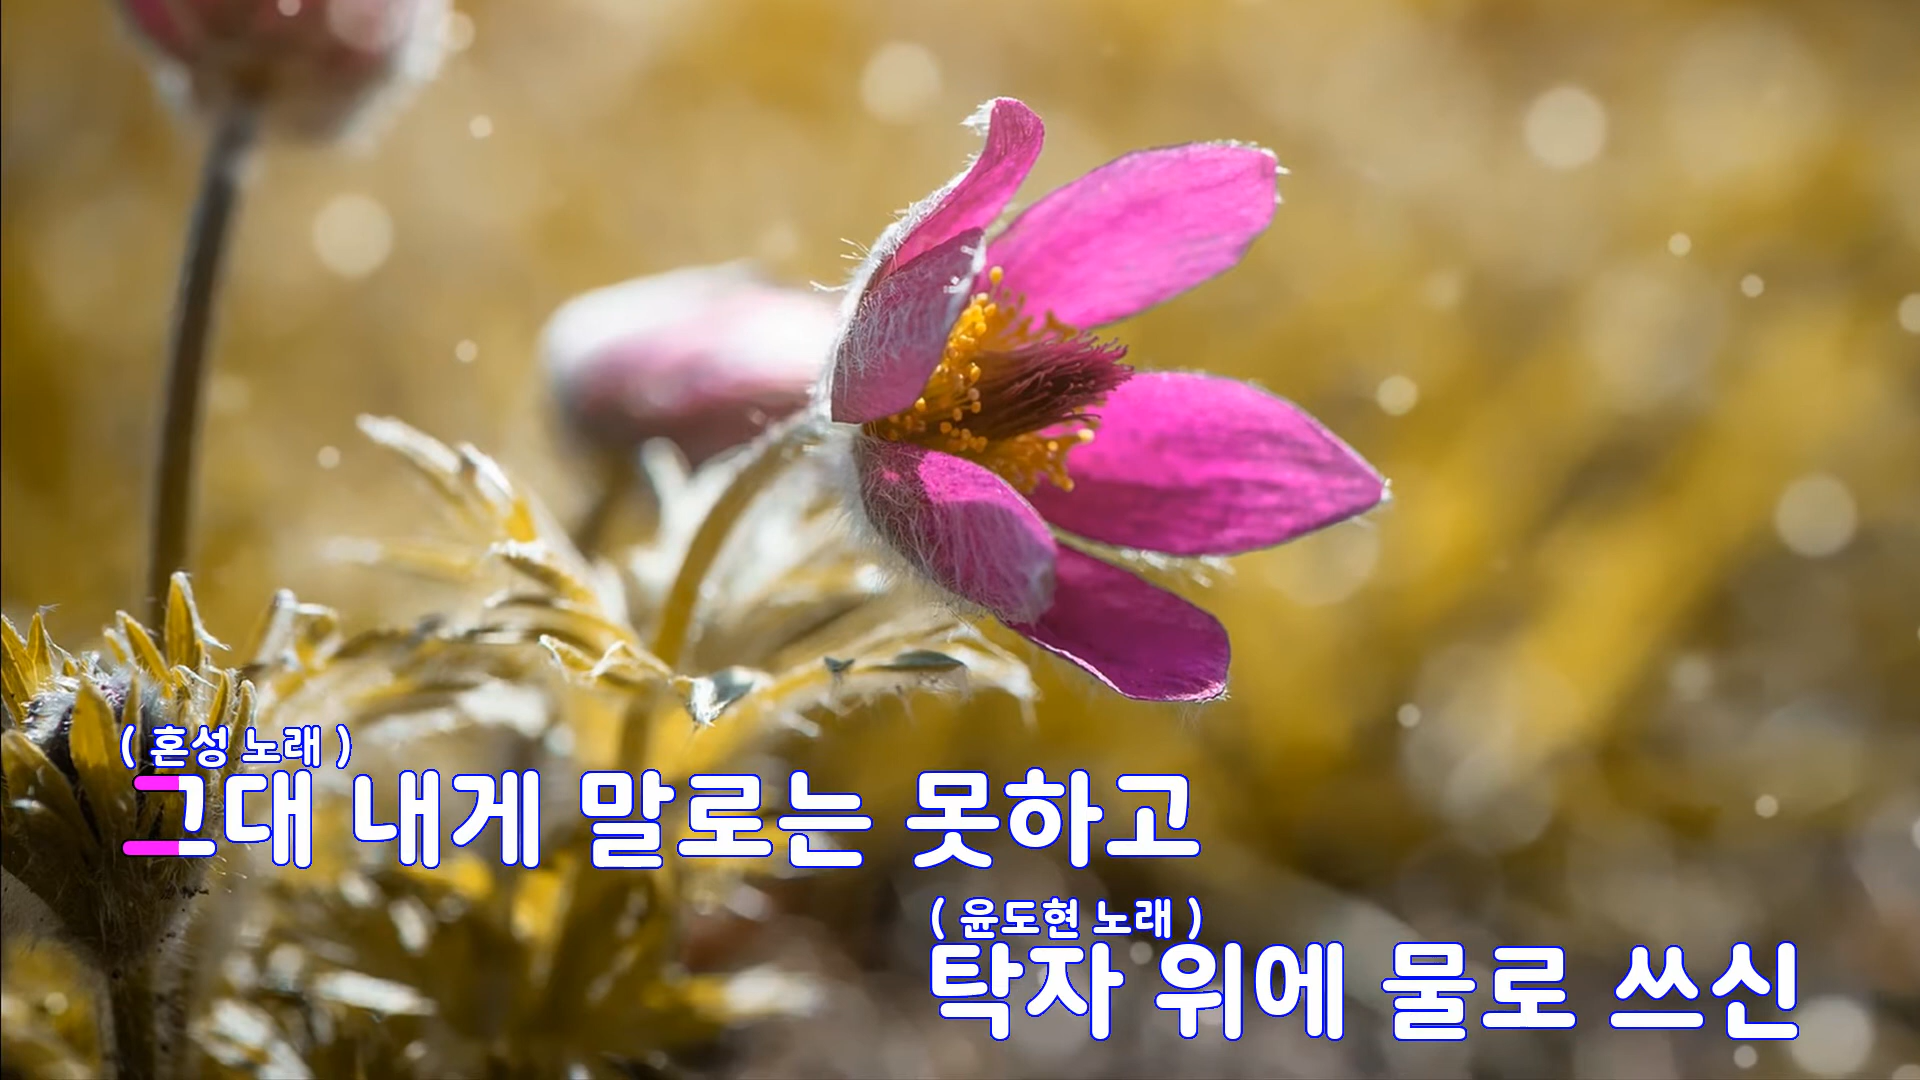 ( 혼성 노래 )
그대 내게 말로는 못하고
( 윤도현 노래 )
탁자 위에 물로 쓰신